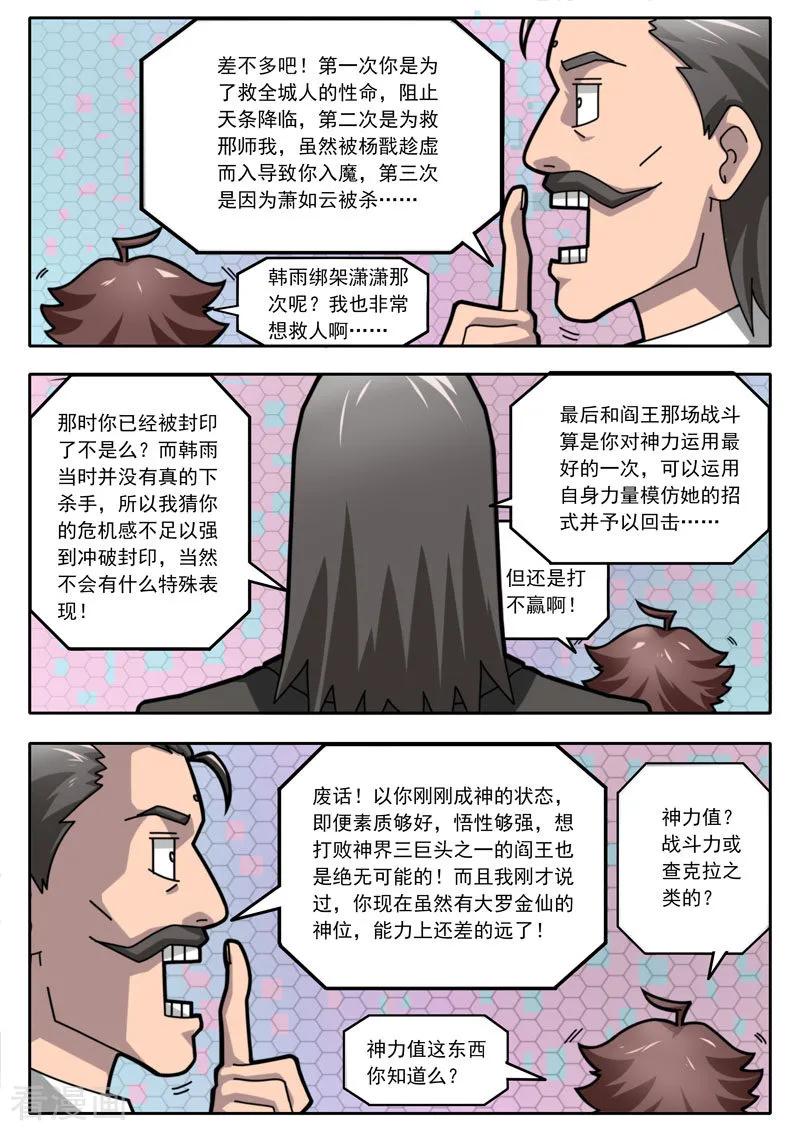 差不多吧！第一次你是为
了救全城人的性命，阻止
天条降临，第二次是为救
邢师我，虽然被杨戬趁虚
而入导致你入魔，第三次
是因为萧如云被杀……
韩雨绑架潇潇那
次呢？我也非常
想救人啊……
那时你已经被封印
了不是么？而韩雨
当时并没有真的下
杀手，所以我猜你
的危机感不足以强
到冲破封印，当然
不会有什么特殊表
现！
最后和阎王那场战斗
算是你对神力运用最
好的一次，可以运用
自身力量模仿她的招
式并予以回击……
但还是打
不赢啊！
废话！以你刚刚成神的状态，
即便素质够好，悟性够强，想
打败神界三巨头之一的阎王也
是绝无可能的！而且我刚才说
过，你现在虽然有大罗金仙的
神位，能力上还差的远了！
神力值这东西
你知道么？
神力值？
战斗力或
查克拉之
类的？
看漫画